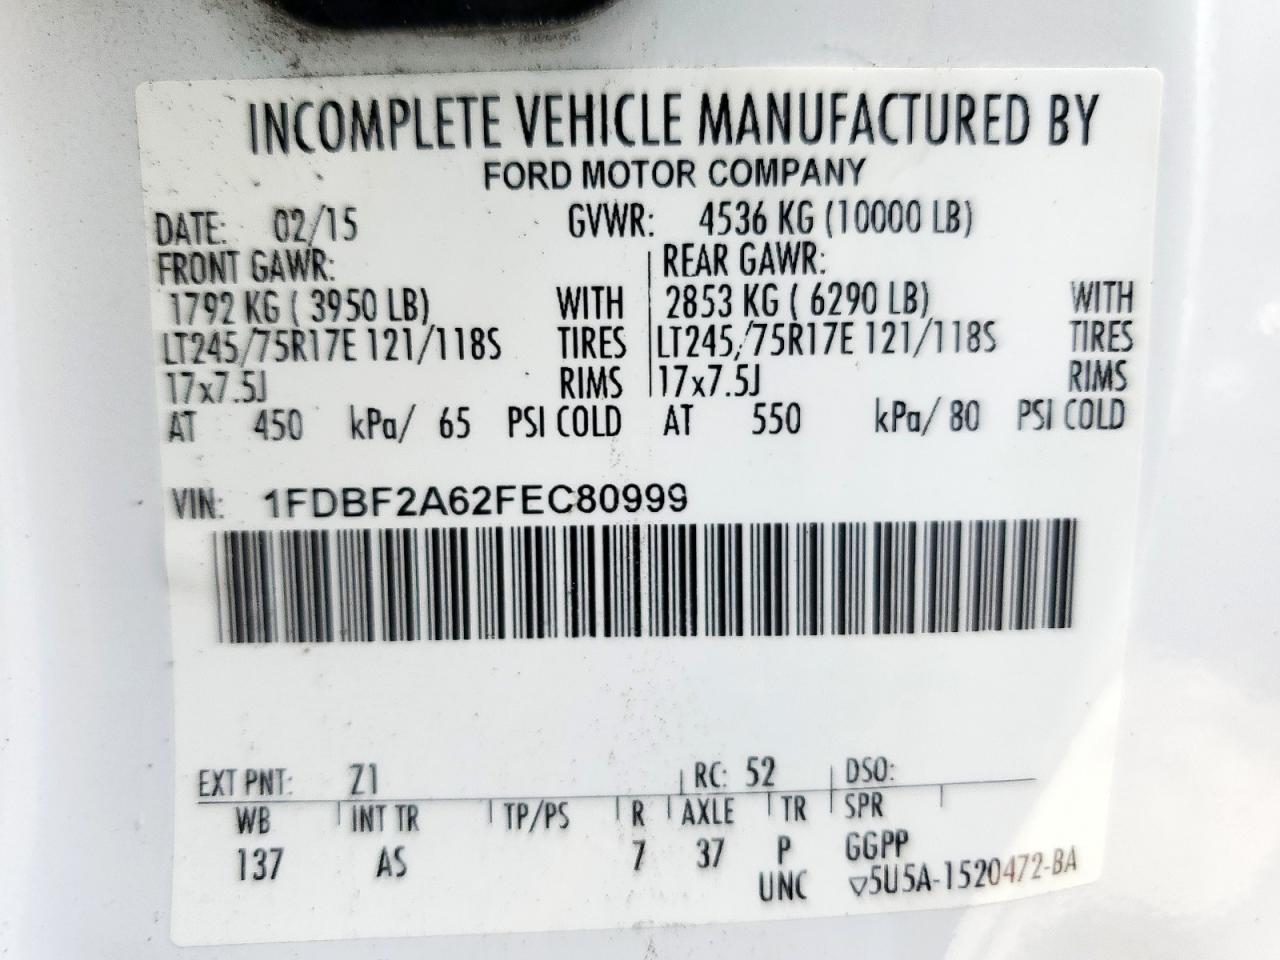 INCOMPLETE VEHICLE MANUFACTURED BY
FORD MOTOR COMPANY
DATE: 02/15 GVWR: 4536 KG (10000 LB)
FRONT GAWR: REAR GAWR:
1792 KG ( 3950 LB) WITH 2853 KG ( 6290 LB) WITH
LT245/75R17E 121/118S TIRES LT245/75R17E 121/118S TIRES
17x7.5J RIMS 17x7.5J RIMS
AT 450 kPa/ 65 PSI COLD AT 550 kPa/ 80 PSI COLD
VIN: 1FDBF2A62FEC80999
EXT PNT: Z1 RC: 52 DSO:
WB INT TR TP/PS R AXLE TR SPR
137 AS 7 37 P GGPP
UNC ▽5U5A-1520472-BA